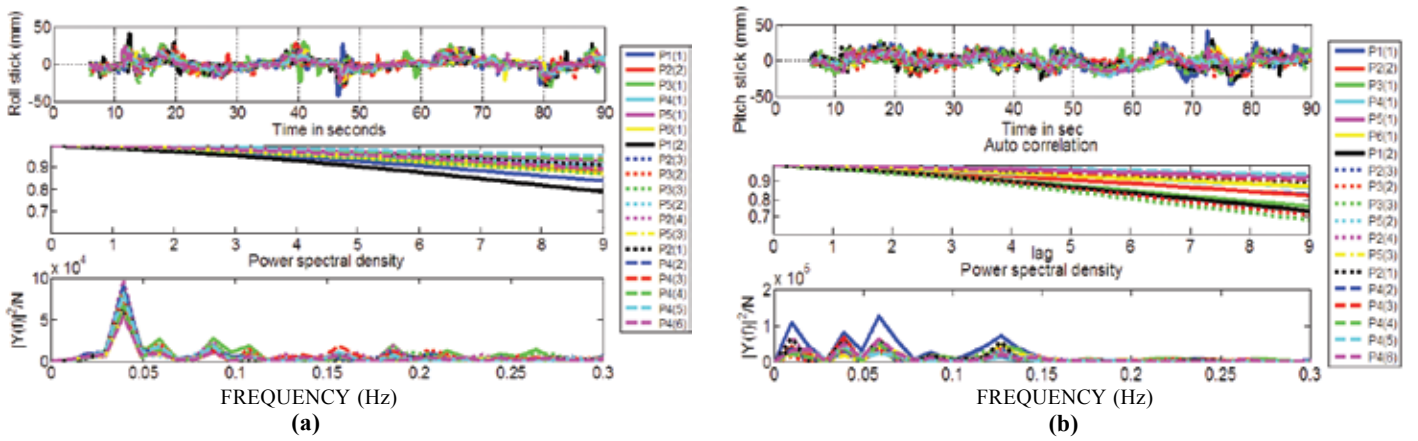 (a)
Roll stick (mm)
50
0
-50
0 10 20 30 40 50 60 70 80 90
Time in seconds
0.9
0.8
0.7
0 1 2 3 4 5 6 7 8 9
Power spectral density
x 10⁴
|Y(f)|²/N
10
5
0
0 0.05 0.1 0.15 0.2 0.25 0.3
FREQUENCY (Hz)
(a)
P1(1)
P2(2)
P3(1)
P4(1)
P5(1)
P6(1)
P1(2)
P2(3)
P3(2)
P3(3)
P5(2)
P2(4)
P5(3)
P2(1)
P4(2)
P4(3)
P4(4)
P4(5)
P4(6)
(b)
Pitch stick (mm)
50
0
-50
0 10 20 30 40 50 60 70 80 90
Time in sec
Auto correlation
0.9
0.8
0.7
0 1 2 3 4 5 6 7 8 9
lag
Power spectral density
x 10⁵
|Y(f)|²/N
2
1
0
0 0.05 0.1 0.15 0.2 0.25 0.3
FREQUENCY (Hz)
(b)
P1(1)
P2(2)
P3(1)
P4(1)
P5(1)
P6(1)
P1(2)
P2(3)
P3(2)
P3(3)
P5(2)
P2(4)
P5(3)
P2(1)
P4(2)
P4(3)
P4(4)
P4(5)
P4(6)